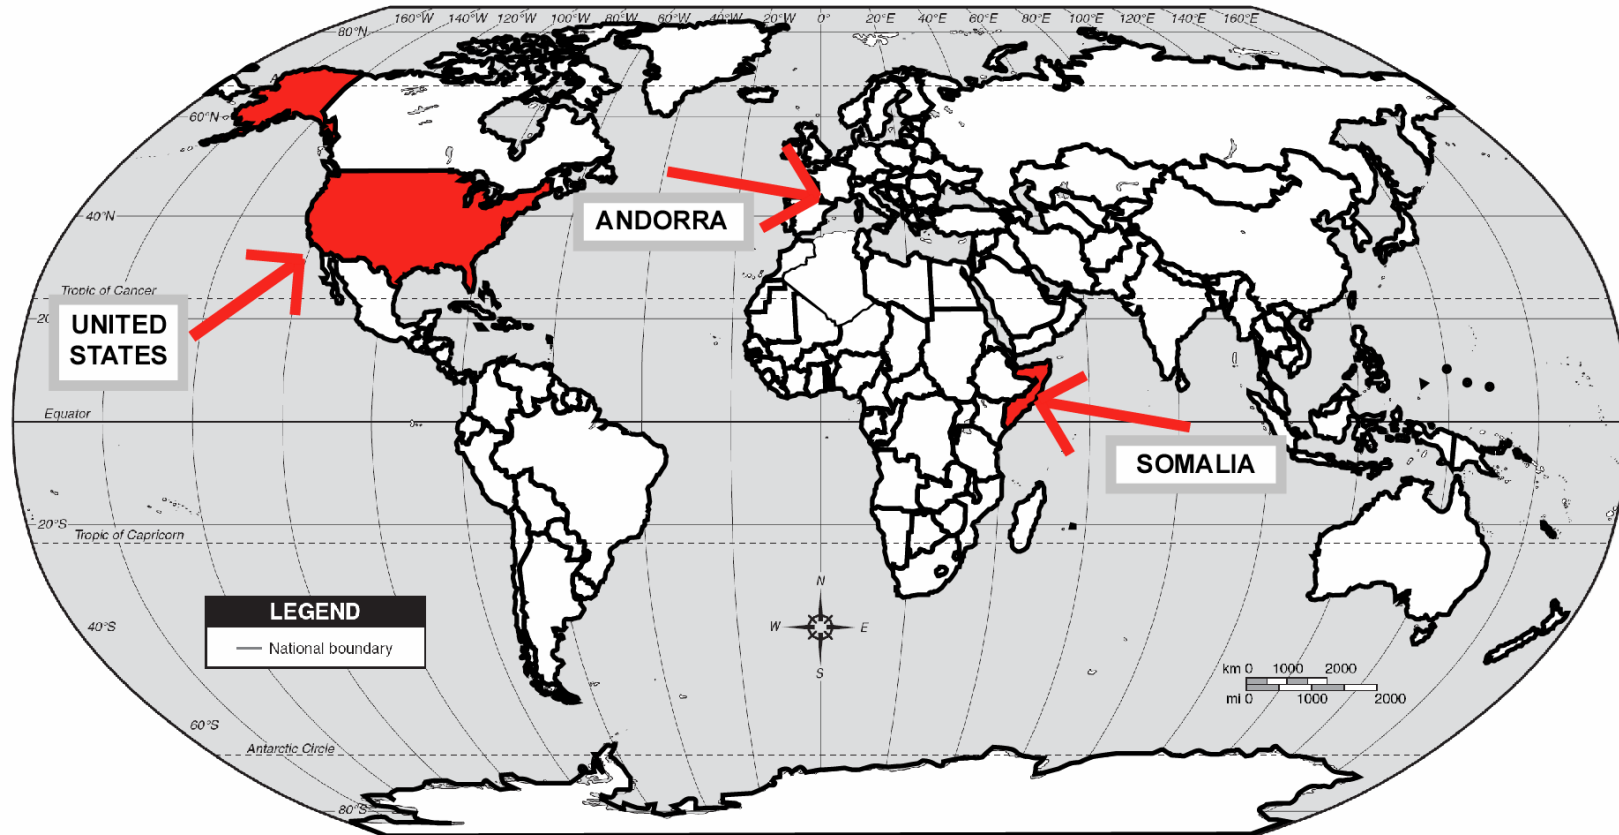 160°W 140°W 120°W 100°W 80°W 60°W 40°W 20°W 0° 20°E 40°E 60°E 80°E 100°E 120°E 140°E 160°E
80°N
60°N
ANDORRA
40°N
Tropic of Cancer
UNITED
STATES
20
Equator
SOMALIA
20°S
Tropic of Capricorn
N
W E
S
LEGEND
National boundary
40°S
km 0 1000 2000
mi 0 1000 2000
60°S
Antarctic Circle
80°S